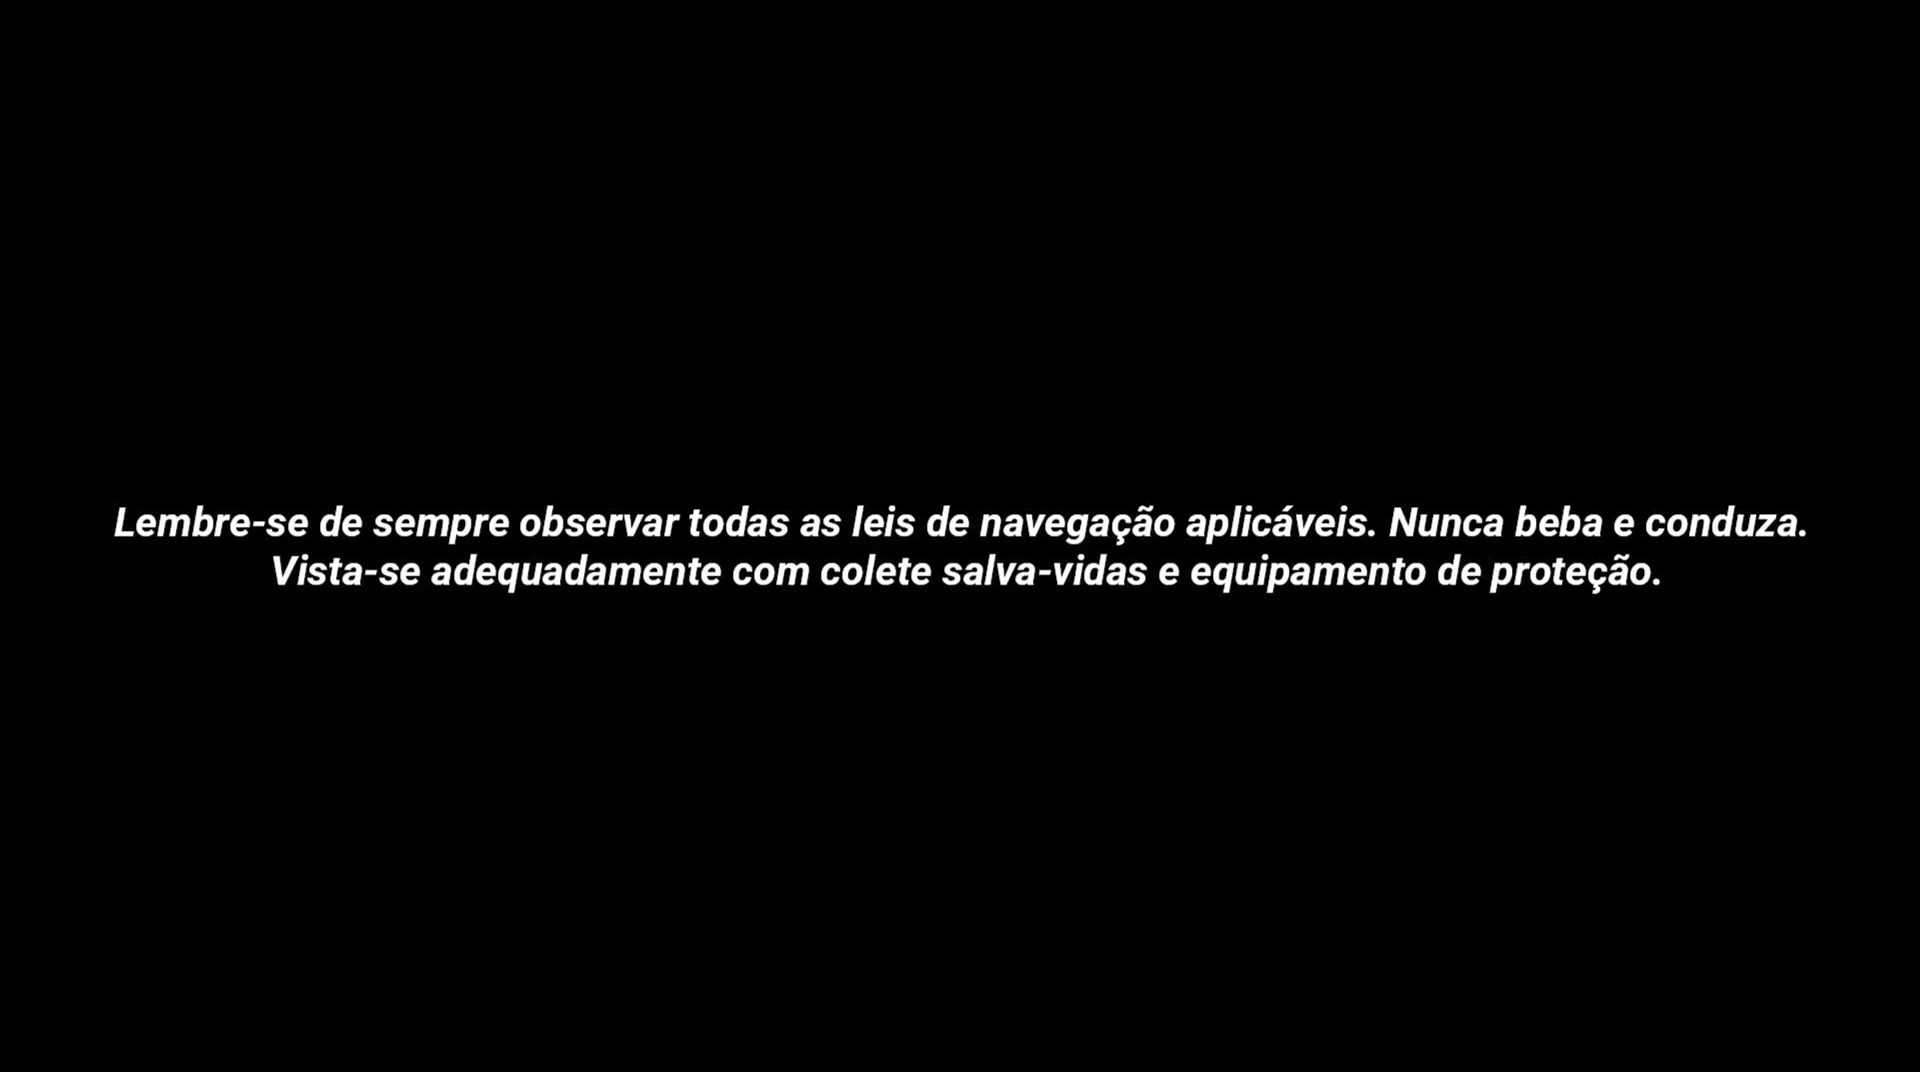 Lembre-se de sempre observar todas as leis de navegação aplicáveis. Nunca beba e conduza.
Vista-se adequadamente com colete salva-vidas e equipamento de proteção.